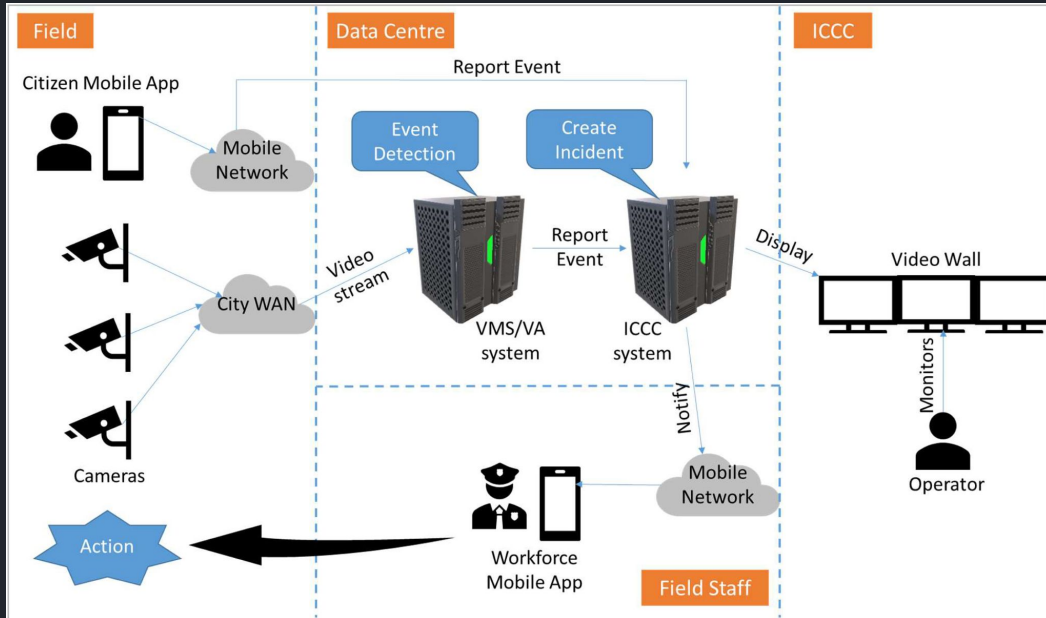 Field
Data Centre
ICCC
Citizen Mobile App
Report Event
Mobile
Network
Event
Detection
Create
Incident
City WAN
Video
stream
Report
Event
Display
Video Wall
VMS/VA
system
ICCC
system
Cameras
Notify
Monitors
Mobile
Network
Operator
Action
Workforce
Mobile App
Field Staff